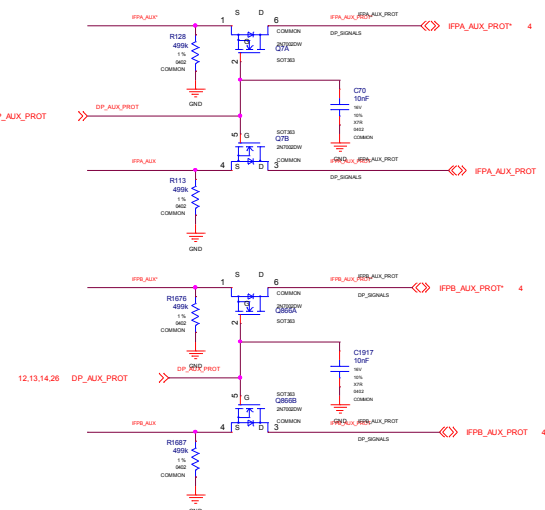 IFPA_AUX*
1
S
D
6
COMMON
IFPA_AUX_PROT
DP_SIGNALS
IFPA_AUX_PROT*
4
R128
499k
1%
0402
COMMON
GND
G
2N7002DW
Q7A
SOT363
2
C70
10nF
16V
10%
X7R
0402
COMMON
GND
DP_AUX_PROT
P_AUX_PROT
5
G
SOT363
Q7B
2N7002DW
COMMON
IFPA_AUX
4
S
D
3
IFPA_AUX_PROT
DP_SIGNALS
IFPA_AUX_PROT
R113
499k
1%
0402
COMMON
GND
IFPB_AUX*
1
S
D
6
COMMON
IFPB_AUX_PROT
DP_SIGNALS
IFPB_AUX_PROT*
4
R1676
499k
1%
0402
COMMON
GND
G
2N7002DW
Q866A
SOT363
2
C1917
10nF
16V
10%
X7R
0402
COMMON
GND
12,13,14,26
DP_AUX_PROT
DP_AUX_PROT
5
G
SOT363
Q866B
2N7002DW
COMMON
IFPB_AUX
4
S
D
3
IFPB_AUX_PROT
DP_SIGNALS
IFPB_AUX_PROT
4
R1687
499k
1%
0402
COMMON
GND